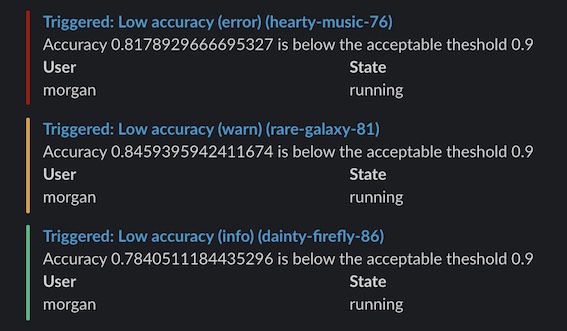 Triggered: Low accuracy (error) (hearty-music-76)
Accuracy 0.8178929666695327 is below the acceptable theshold 0.9
User State
morgan running
Triggered: Low accuracy (warn) (rare-galaxy-81)
Accuracy 0.8459395942411674 is below the acceptable theshold 0.9
User State
morgan running
Triggered: Low accuracy (info) (dainty-firefly-86)
Accuracy 0.7840511184435296 is below the acceptable theshold 0.9
User State
morgan running